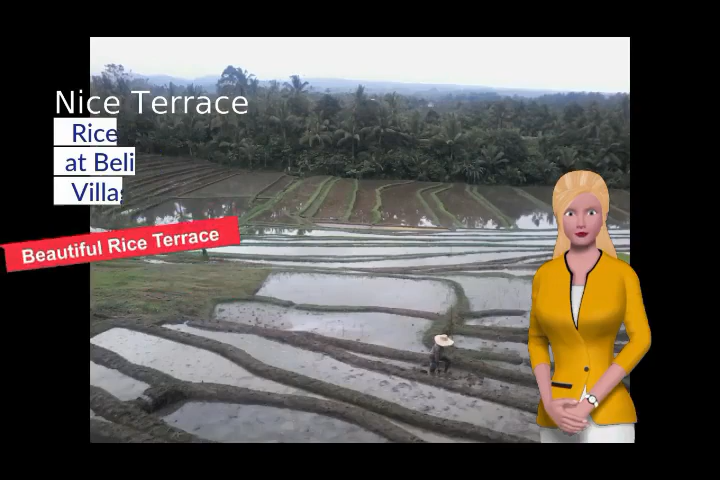 Nice Terrace
Rice
at Beli
Villa
Beautiful Rice Terrace